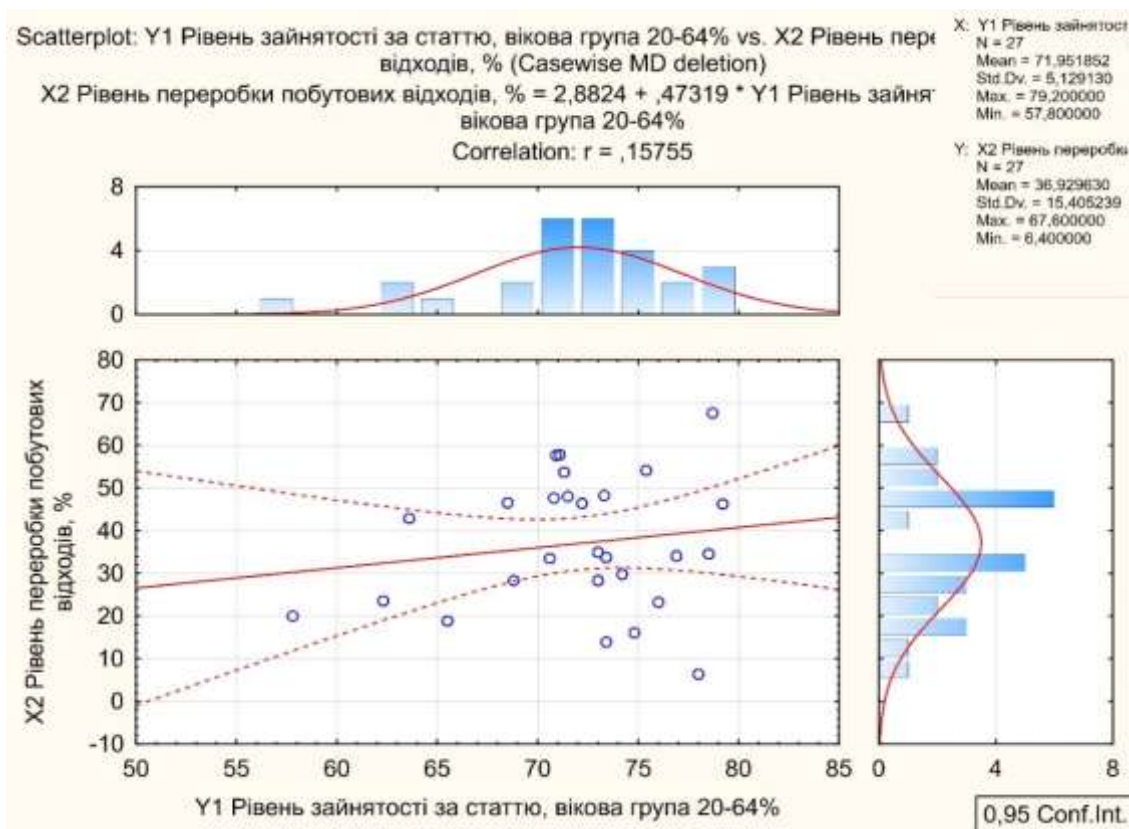 Scatterplot: Y1 Рівень зайнятості за статтю, вікова група 20-64% vs. X2 Рівень пере
відходів, % (Casewise MD deletion)
X2 Рівень переробки побутових відходів, % = 2,8824 + ,47319 * Y1 Рівень зайня
вікова група 20-64%
Correlation: r = ,15755
X: Y1 Рівень зайнятост
N = 27
Mean = 71,951852
Std.Dv. = 5,129130
Max. = 79,200000
Min. = 57,800000
Y: X2 Рівень переробки
N = 27
Mean = 36,929630
Std.Dv. = 15,405239
Max. = 67,600000
Min. = 6,400000
8
4
0
80
70
60
50
40
30
20
10
0
-10
X2 Рівень переробки побутових
відходів, %
50 55 60 65 70 75 80 85
Y1 Рівень зайнятості за статтю, вікова група 20-64%
0 4 8
0,95 Conf.Int.